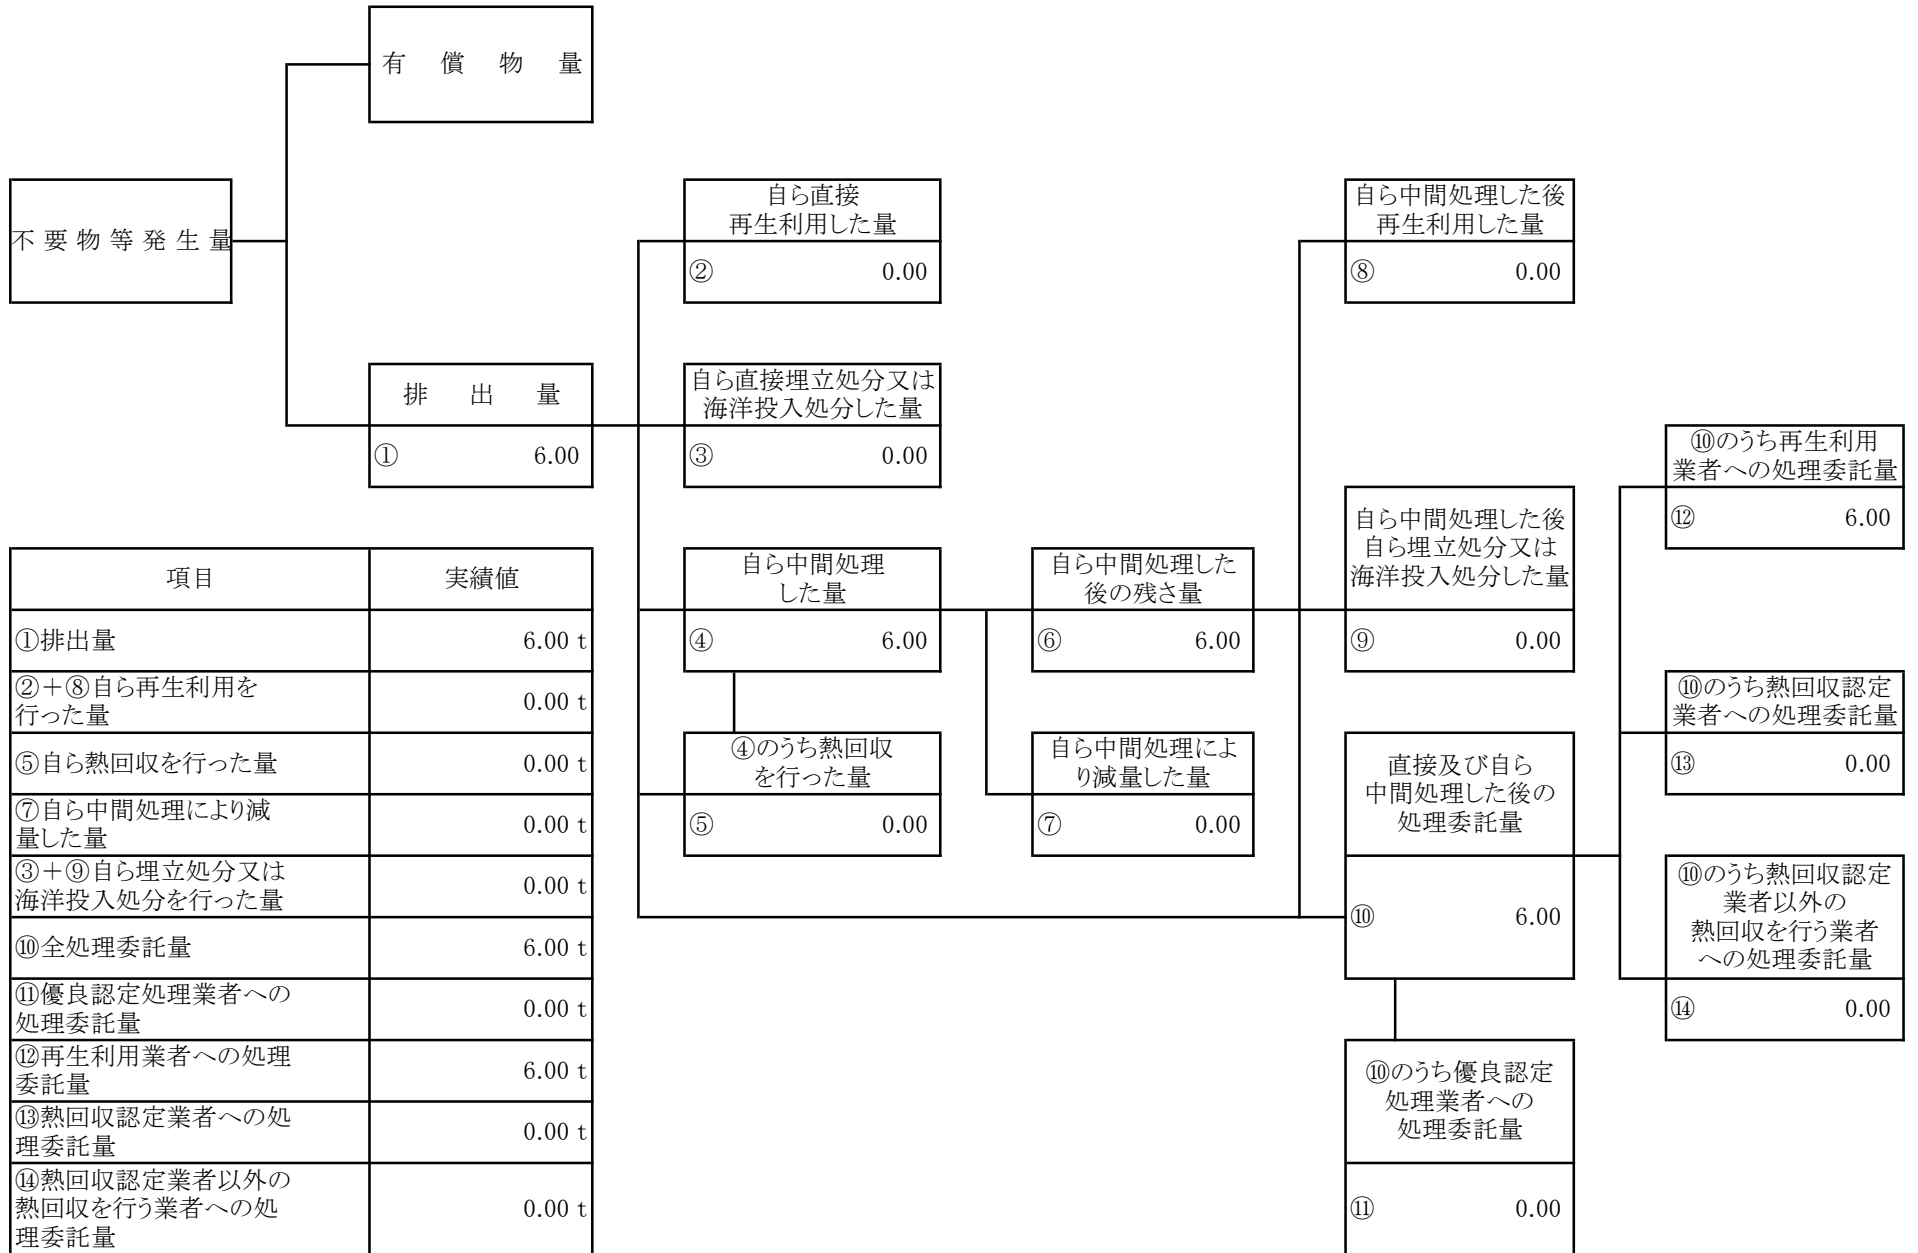 有償物量
不要物等発生量
排出量
① 6.00
自ら直接
再生利用した量
② 0.00
自ら直接埋立処分又は
海洋投入処分した量
③ 0.00
自ら中間処理
した量
④ 6.00
④のうち熱回収
を行った量
⑤ 0.00
自ら中間処理した
後の残さ量
⑥ 6.00
自ら中間処理によ
り減量した量
⑦ 0.00
自ら中間処理した後
再生利用した量
⑧ 0.00
自ら中間処理した後
自ら埋立処分又は
海洋投入処分した量
⑨ 0.00
直接及び自ら
中間処理した後の
処理委託量
⑩ 6.00
⑩のうち優良認定
処理業者への
処理委託量
⑪ 0.00
⑩のうち再生利用
業者への処理委託量
⑫ 6.00
⑩のうち熱回収認定
業者への処理委託量
⑬ 0.00
⑩のうち熱回収認定
業者以外の
熱回収を行う業者
への処理委託量
⑭ 0.00
項目 実績値
①排出量 6.00 t
②＋⑧自ら再生利用を
行った量 0.00 t
⑤自ら熱回収を行った量 0.00 t
⑦自ら中間処理により減
量した量 0.00 t
③＋⑨自ら埋立処分又は
海洋投入処分を行った量 0.00 t
⑩全処理委託量 6.00 t
⑪優良認定処理業者への
処理委託量 0.00 t
⑫再生利用業者への処理
委託量 6.00 t
⑬熱回収認定業者への処
理委託量 0.00 t
⑭熱回収認定業者以外の
熱回収を行う業者への処
理委託量 0.00 t